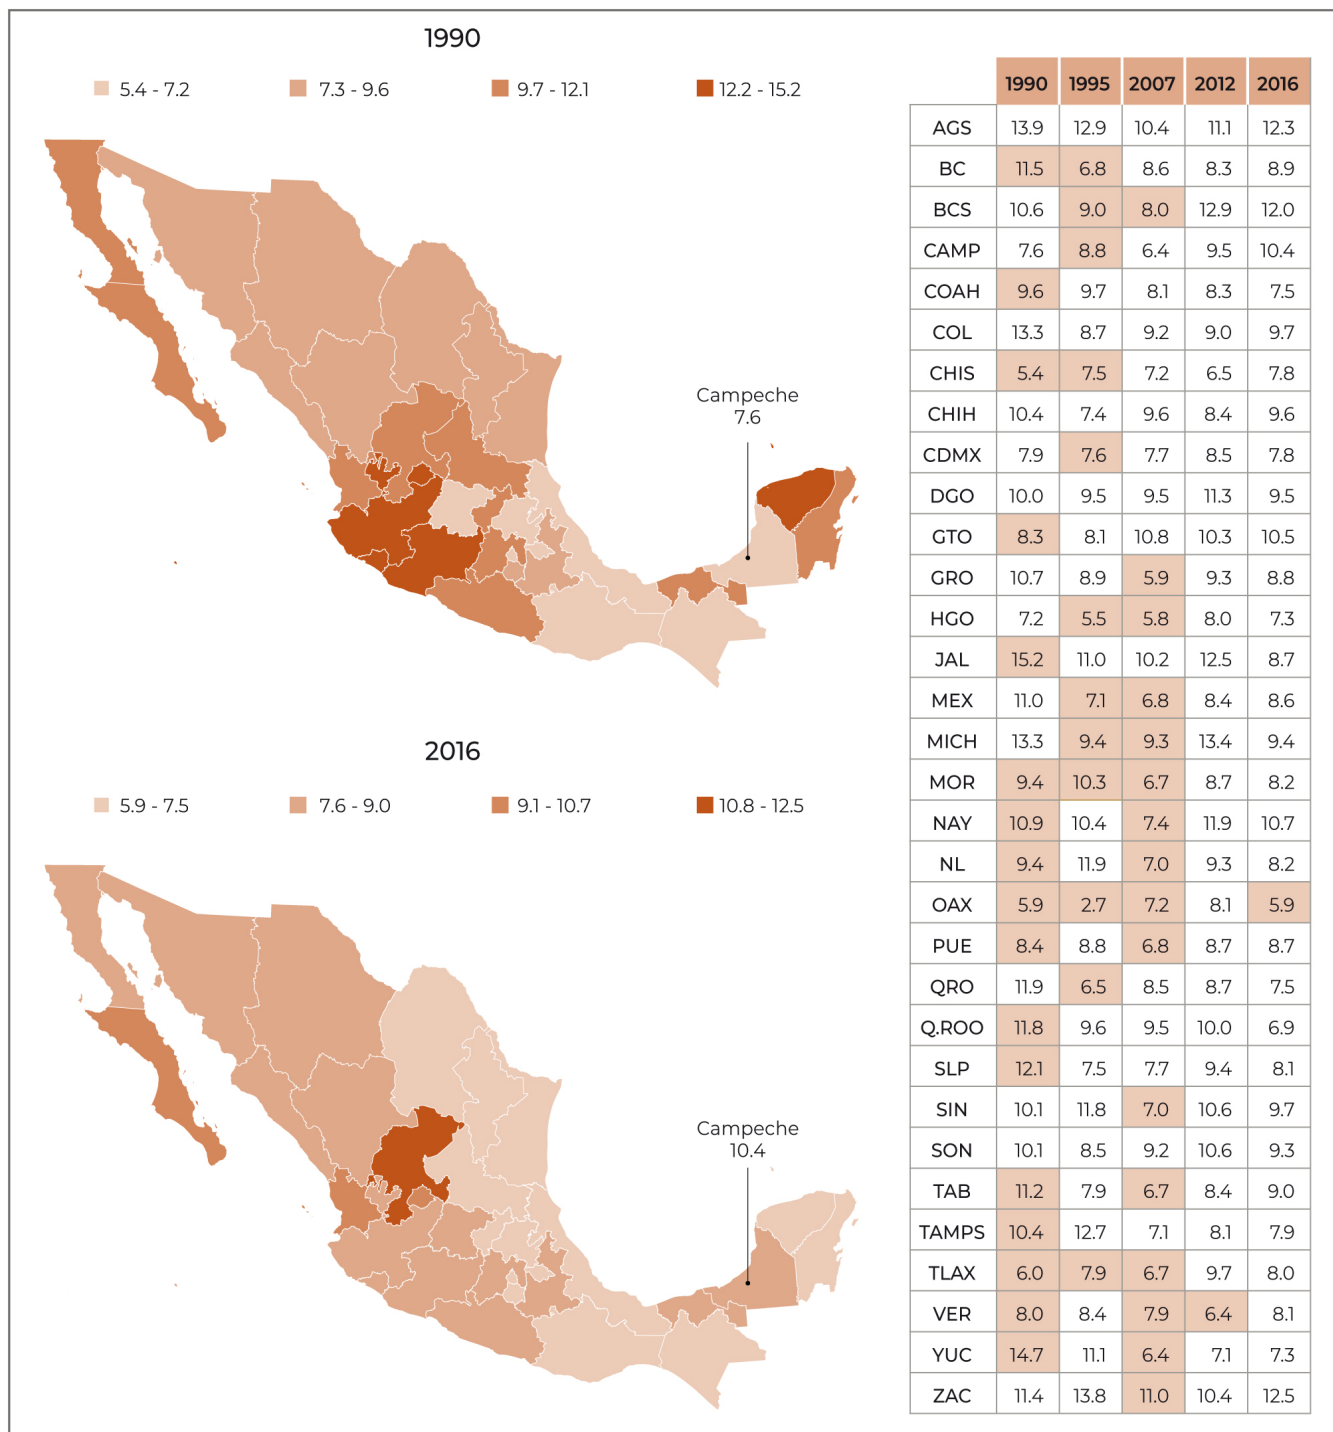 1990
5.4 - 7.2 7.3 - 9.6 9.7 - 12.1 12.2 - 15.2
Campeche
7.6
2016
5.9 - 7.5 7.6 - 9.0 9.1 - 10.7 10.8 - 12.5
Campeche
10.4
1990 1995 2007 2012 2016
AGS 13.9 12.9 10.4 11.1 12.3
BC 11.5 6.8 8.6 8.3 8.9
BCS 10.6 9.0 8.0 12.9 12.0
CAMP 7.6 8.8 6.4 9.5 10.4
COAH 9.6 9.7 8.1 8.3 7.5
COL 13.3 8.7 9.2 9.0 9.7
CHIS 5.4 7.5 7.2 6.5 7.8
CHIH 10.4 7.4 9.6 8.4 9.6
CDMX 7.9 7.6 7.7 8.5 7.8
DGO 10.0 9.5 9.5 11.3 9.5
GTO 8.3 8.1 10.8 10.3 10.5
GRO 10.7 8.9 5.9 9.3 8.8
HGO 7.2 5.5 5.8 8.0 7.3
JAL 15.2 11.0 10.2 12.5 8.7
MEX 11.0 7.1 6.8 8.4 8.6
MICH 13.3 9.4 9.3 13.4 9.4
MOR 9.4 10.3 6.7 8.7 8.2
NAY 10.9 10.4 7.4 11.9 10.7
NL 9.4 11.9 7.0 9.3 8.2
OAX 5.9 2.7 7.2 8.1 5.9
PUE 8.4 8.8 6.8 8.7 8.7
QRO 11.9 6.5 8.5 8.7 7.5
Q.ROO 11.8 9.6 9.5 10.0 6.9
SLP 12.1 7.5 7.7 9.4 8.1
SIN 10.1 11.8 7.0 10.6 9.7
SON 10.1 8.5 9.2 10.6 9.3
TAB 11.2 7.9 6.7 8.4 9.0
TAMPS 10.4 12.7 7.1 8.1 7.9
TLAX 6.0 7.9 6.7 9.7 8.0
VER 8.0 8.4 7.9 6.4 8.1
YUC 14.7 11.1 6.4 7.1 7.3
ZAC 11.4 13.8 11.0 10.4 12.5